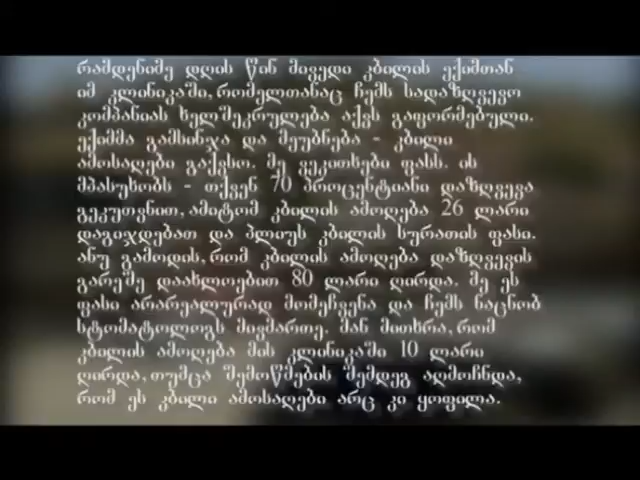 რამდენიმე დღის წინ მივედი კბილის ექიმთან
იმ კლინიკაში, რომელთანაც ჩემს სადაზღვევო
კომპანიას ხელშეკრულება აქვს გაფორმებული.
ექიმმა გამსინჯა და მეუბნება - კბილი
ამოსაღები გაქვსო. მე ვეკითხები ფასს. ის
მპასუხობს - თქვენ 70 პროცენტიანი დაზღვევა
გეკუთვნით, ამიტომ კბილის ამოღება 26 ლარი
დაგიჯდებათ და პლიუს კბილის სურათის ფასი.
ანუ გამოდის, რომ კბილის ამოღება დაზღვევის
გარეშე დაახლოებით 80 ლარი ღირდა. მე ეს
ფასი არარეალურად მომეჩვენა და ჩემს ნაცნობ
სტომატოლოგს მივმართე. მან მითხრა, რომ
კბილის ამოღება მის კლინიკაში 10 ლარი
ღირდა, თუმცა შემოწმების შემდეგ აღმოჩნდა,
რომ ეს კბილი ამოსაღები არც კი ყოფილა.